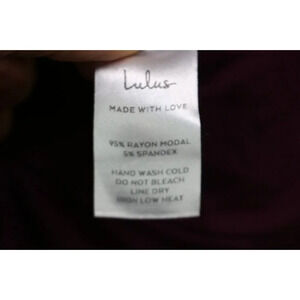 Lulus
MADE WITH LOVE
95% RAYON MODAL
5% SPANDEX
HAND WASH COLD
DO NOT BLEACH
LINE DRY
IRON LOW HEAT